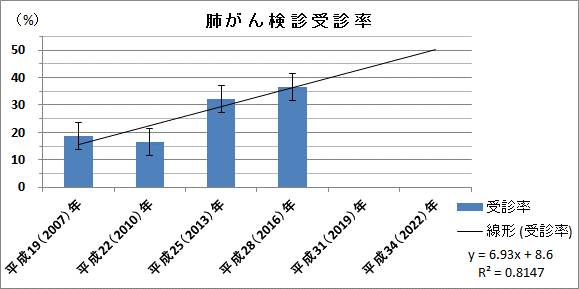 肺がん検診受診率
(%)
50
40
30
20
10
0
平成19(2007)年
平成22(2010)年
平成25(2013)年
平成28(2016)年
平成31(2019)年
平成34(2022)年
受診率
線形 (受診率)
y = 6.93x + 8.6
R² = 0.8147